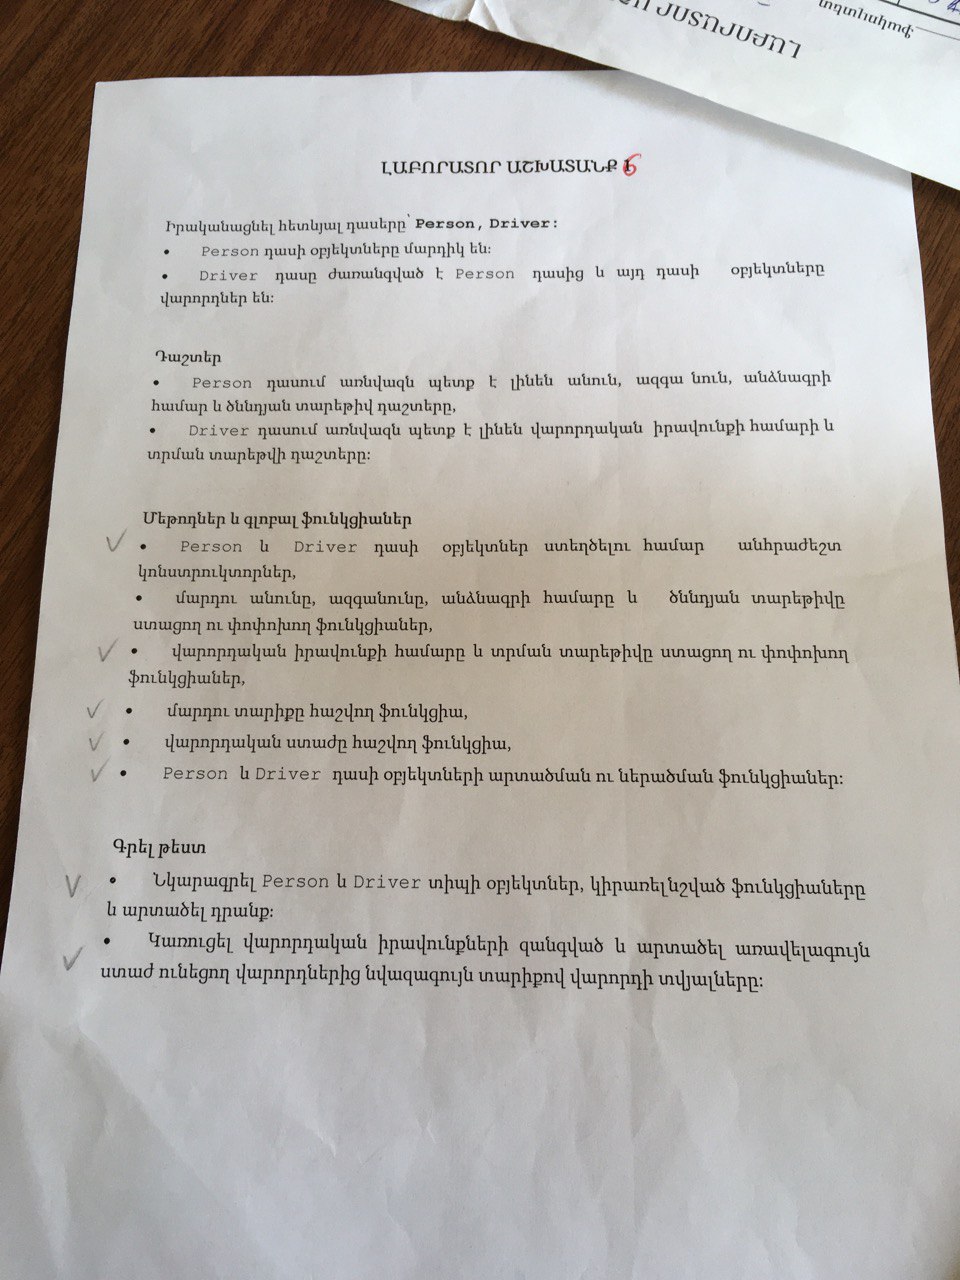 տղտնահով
ԼԱԲՈՐԱՏՈՐ ԱՇԽԱՏԱՆՔ 6
Իրականացնել հետևյալ դասերը՝ Person, Driver:
• Person դասի օբյեկտները մարդիկ են։
• Driver դասը ժառանգված է Person դասից և այդ դասի օբյեկտները
վարորդներ են։
Դաշտեր
• Person դասում առնվազն պետք է լինեն անուն, ազգա նուն, անձնագրի
համար և ծննդյան տարեթիվ դաշտերը,
• Driver դասում առնվազն պետք է լինեն վարորդական իրավունքի համարի և
տրման տարեթվի դաշտերը։
Մեթոդներ և գլոբալ ֆունկցիաներ
• Person և Driver դասի օբյեկտներ ստեղծելու համար անհրաժեշտ
կոնստրուկտորներ,
• մարդու անունը, ազգանունը, անձնագրի համարը և ծննդյան տարեթիվը
ստացող ու փոփոխող ֆունկցիաներ,
• վարորդական իրավունքի համարը և տրման տարեթիվը ստացող ու փոփոխող
ֆունկցիաներ,
• մարդու տարիքը հաշվող ֆունկցիա,
• վարորդական ստաժը հաշվող ֆունկցիա,
• Person և Driver դասի օբյեկտների արտածման ու ներածման ֆունկցիաներ։
Գրել թեստ
• Նկարագրել Person և Driver տիպի օբյեկտներ, կիրառել նշված ֆունկցիաները
և արտածել դրանք։
• Կառուցել վարորդական իրավունքների զանգված և արտածել առավելագույն
ստաժ ունեցող վարորդներից նվազագույն տարիքով վարորդի տվյալները։